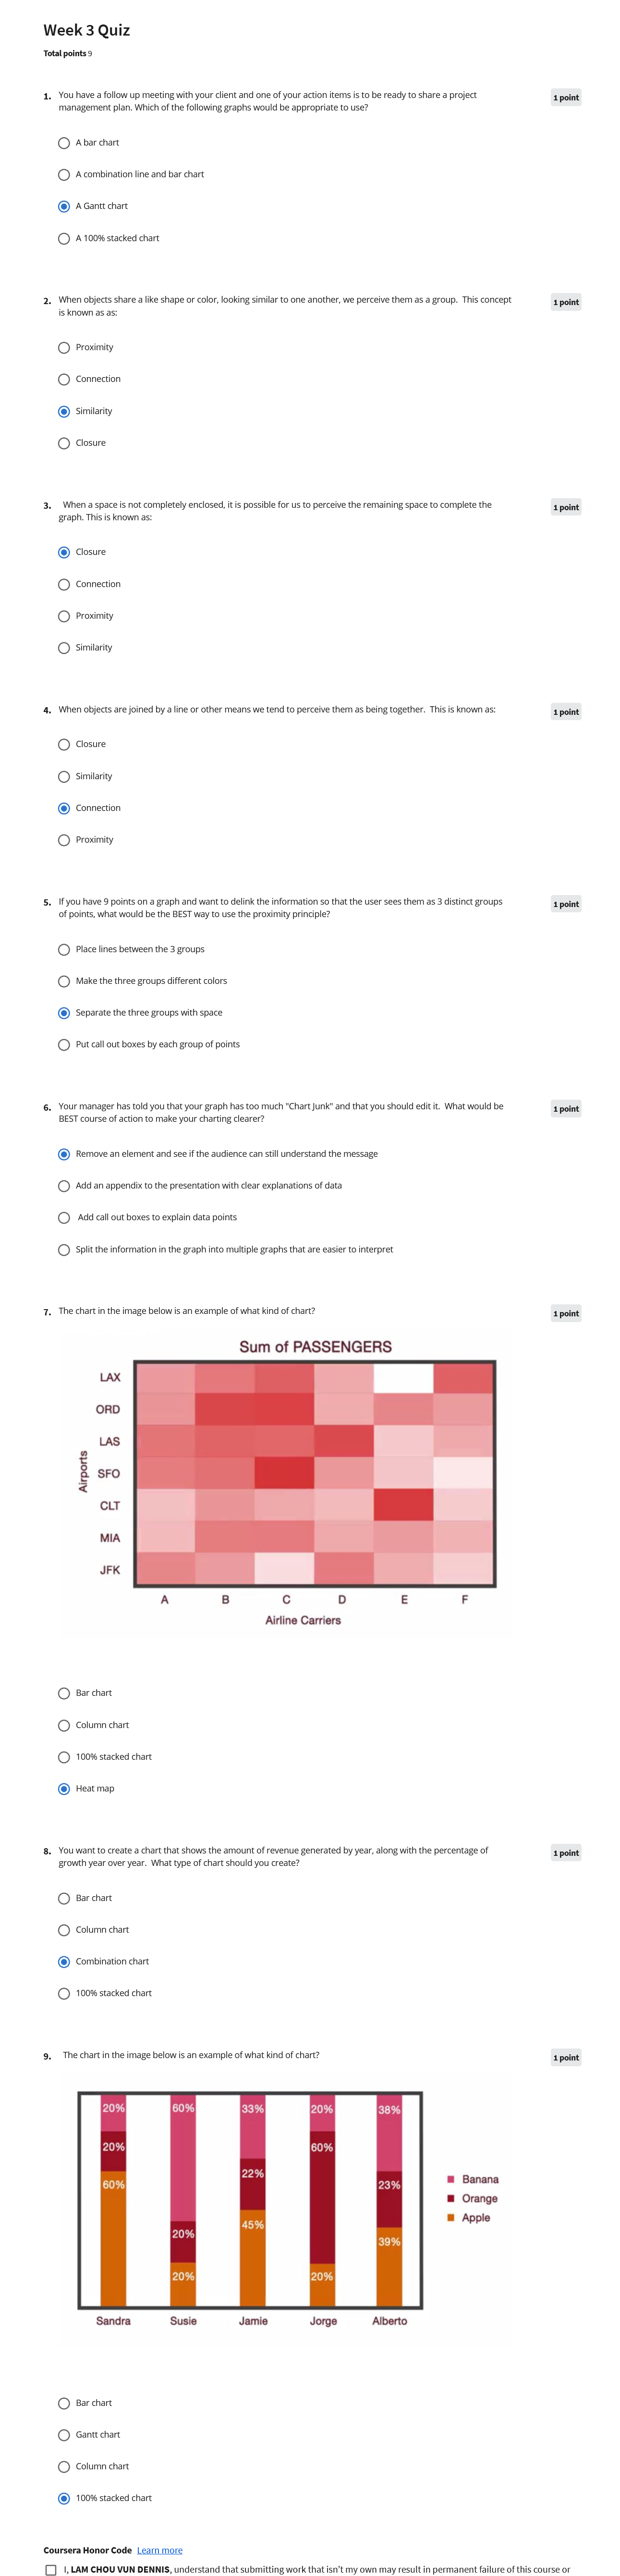 Week 3 Quiz
Total points 9
1. You have a follow up meeting with your client and one of your action items is to be ready to share a project
management plan. Which of the following graphs would be appropriate to use?
1 point
A bar chart
A combination line and bar chart
A Gantt chart
A 100% stacked chart
2. When objects share a like shape or color, looking similar to one another, we perceive them as a group. This concept
is known as as:
1 point
Proximity
Connection
Similarity
Closure
3. When a space is not completely enclosed, it is possible for us to perceive the remaining space to complete the
graph. This is known as:
1 point
Closure
Connection
Proximity
Similarity
4. When objects are joined by a line or other means we tend to perceive them as being together. This is known as:
1 point
Closure
Similarity
Connection
Proximity
5. If you have 9 points on a graph and want to delink the information so that the user sees them as 3 distinct groups
of points, what would be the BEST way to use the proximity principle?
1 point
Place lines between the 3 groups
Make the three groups different colors
Separate the three groups with space
Put call out boxes by each group of points
6. Your manager has told you that your graph has too much "Chart Junk" and that you should edit it. What would be
BEST course of action to make your charting clearer?
1 point
Remove an element and see if the audience can still understand the message
Add an appendix to the presentation with clear explanations of data
Add call out boxes to explain data points
Split the information in the graph into multiple graphs that are easier to interpret
7. The chart in the image below is an example of what kind of chart?
1 point
Sum of PASSENGERS
Airports
LAX
ORD
LAS
SFO
CLT
MIA
JFK
A B C D E F
Airline Carriers
Bar chart
Column chart
100% stacked chart
Heat map
8. You want to create a chart that shows the amount of revenue generated by year, along with the percentage of
growth year over year. What type of chart should you create?
1 point
Bar chart
Column chart
Combination chart
100% stacked chart
9. The chart in the image below is an example of what kind of chart?
1 point
20% 60% 33% 20% 38%
20% 20% 22% 60% 23%
60% 20% 45% 20% 39%
Banana
Orange
Apple
Sandra Susie Jamie Jorge Alberto
Bar chart
Gantt chart
Column chart
100% stacked chart
Coursera Honor Code Learn more
I, LAM CHOU VUN DENNIS, understand that submitting work that isn't my own may result in permanent failure of this course or